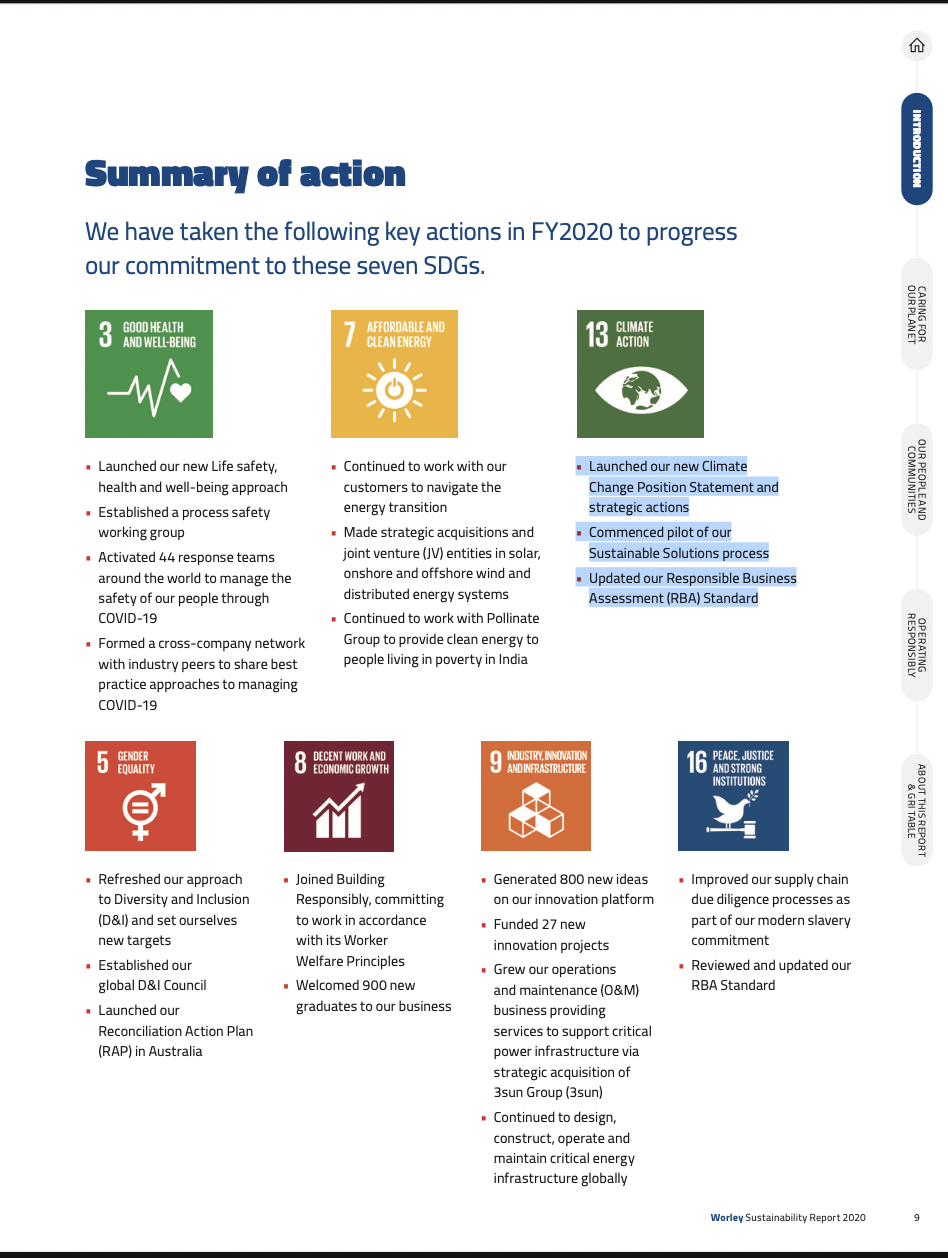 Summary of action
We have taken the following key actions in FY2020 to progress
our commitment to these seven SDGs.
3 GOOD HEALTH
AND WELL-BEING
▪ Launched our new Life safety,
health and well-being approach
▪ Established a process safety
working group
▪ Activated 44 response teams
around the world to manage the
safety of our people through
COVID-19
▪ Formed a cross-company network
with industry peers to share best
practice approaches to managing
COVID-19
7 AFFORDABLE AND
CLEAN ENERGY
▪ Continued to work with our
customers to navigate the
energy transition
▪ Made strategic acquisitions and
joint venture (JV) entities in solar,
onshore and offshore wind and
distributed energy systems
▪ Continued to work with Pollinate
Group to provide clean energy to
people living in poverty in India
13 CLIMATE
ACTION
▪ Launched our new Climate
Change Position Statement and
strategic actions
▪ Commenced pilot of our
Sustainable Solutions process
▪ Updated our Responsible Business
Assessment (RBA) Standard
5 GENDER
EQUALITY
▪ Refreshed our approach
to Diversity and Inclusion
(D&I) and set ourselves
new targets
▪ Established our
global D&I Council
▪ Launched our
Reconciliation Action Plan
(RAP) in Australia
8 DECENT WORK AND
ECONOMIC GROWTH
▪ Joined Building
Responsibly, committing
to work in accordance
with its Worker
Welfare Principles
▪ Welcomed 900 new
graduates to our business
9 INDUSTRY, INNOVATION
AND INFRASTRUCTURE
▪ Generated 800 new ideas
on our innovation platform
▪ Funded 27 new
innovation projects
▪ Grew our operations
and maintenance (O&M)
business providing
services to support critical
power infrastructure via
strategic acquisition of
3sun Group (3sun)
▪ Continued to design,
construct, operate and
maintain critical energy
infrastructure globally
16 PEACE, JUSTICE
AND STRONG
INSTITUTIONS
▪ Improved our supply chain
due diligence processes as
part of our modern slavery
commitment
▪ Reviewed and updated our
RBA Standard
INTRODUCTION
CARING FOR
OUR PLANET
OUR PEOPLE AND
COMMUNITIES
OPERATING
RESPONSIBLY
ABOUT THIS REPORT
& GRI TABLE
Worley Sustainability Report 2020 9